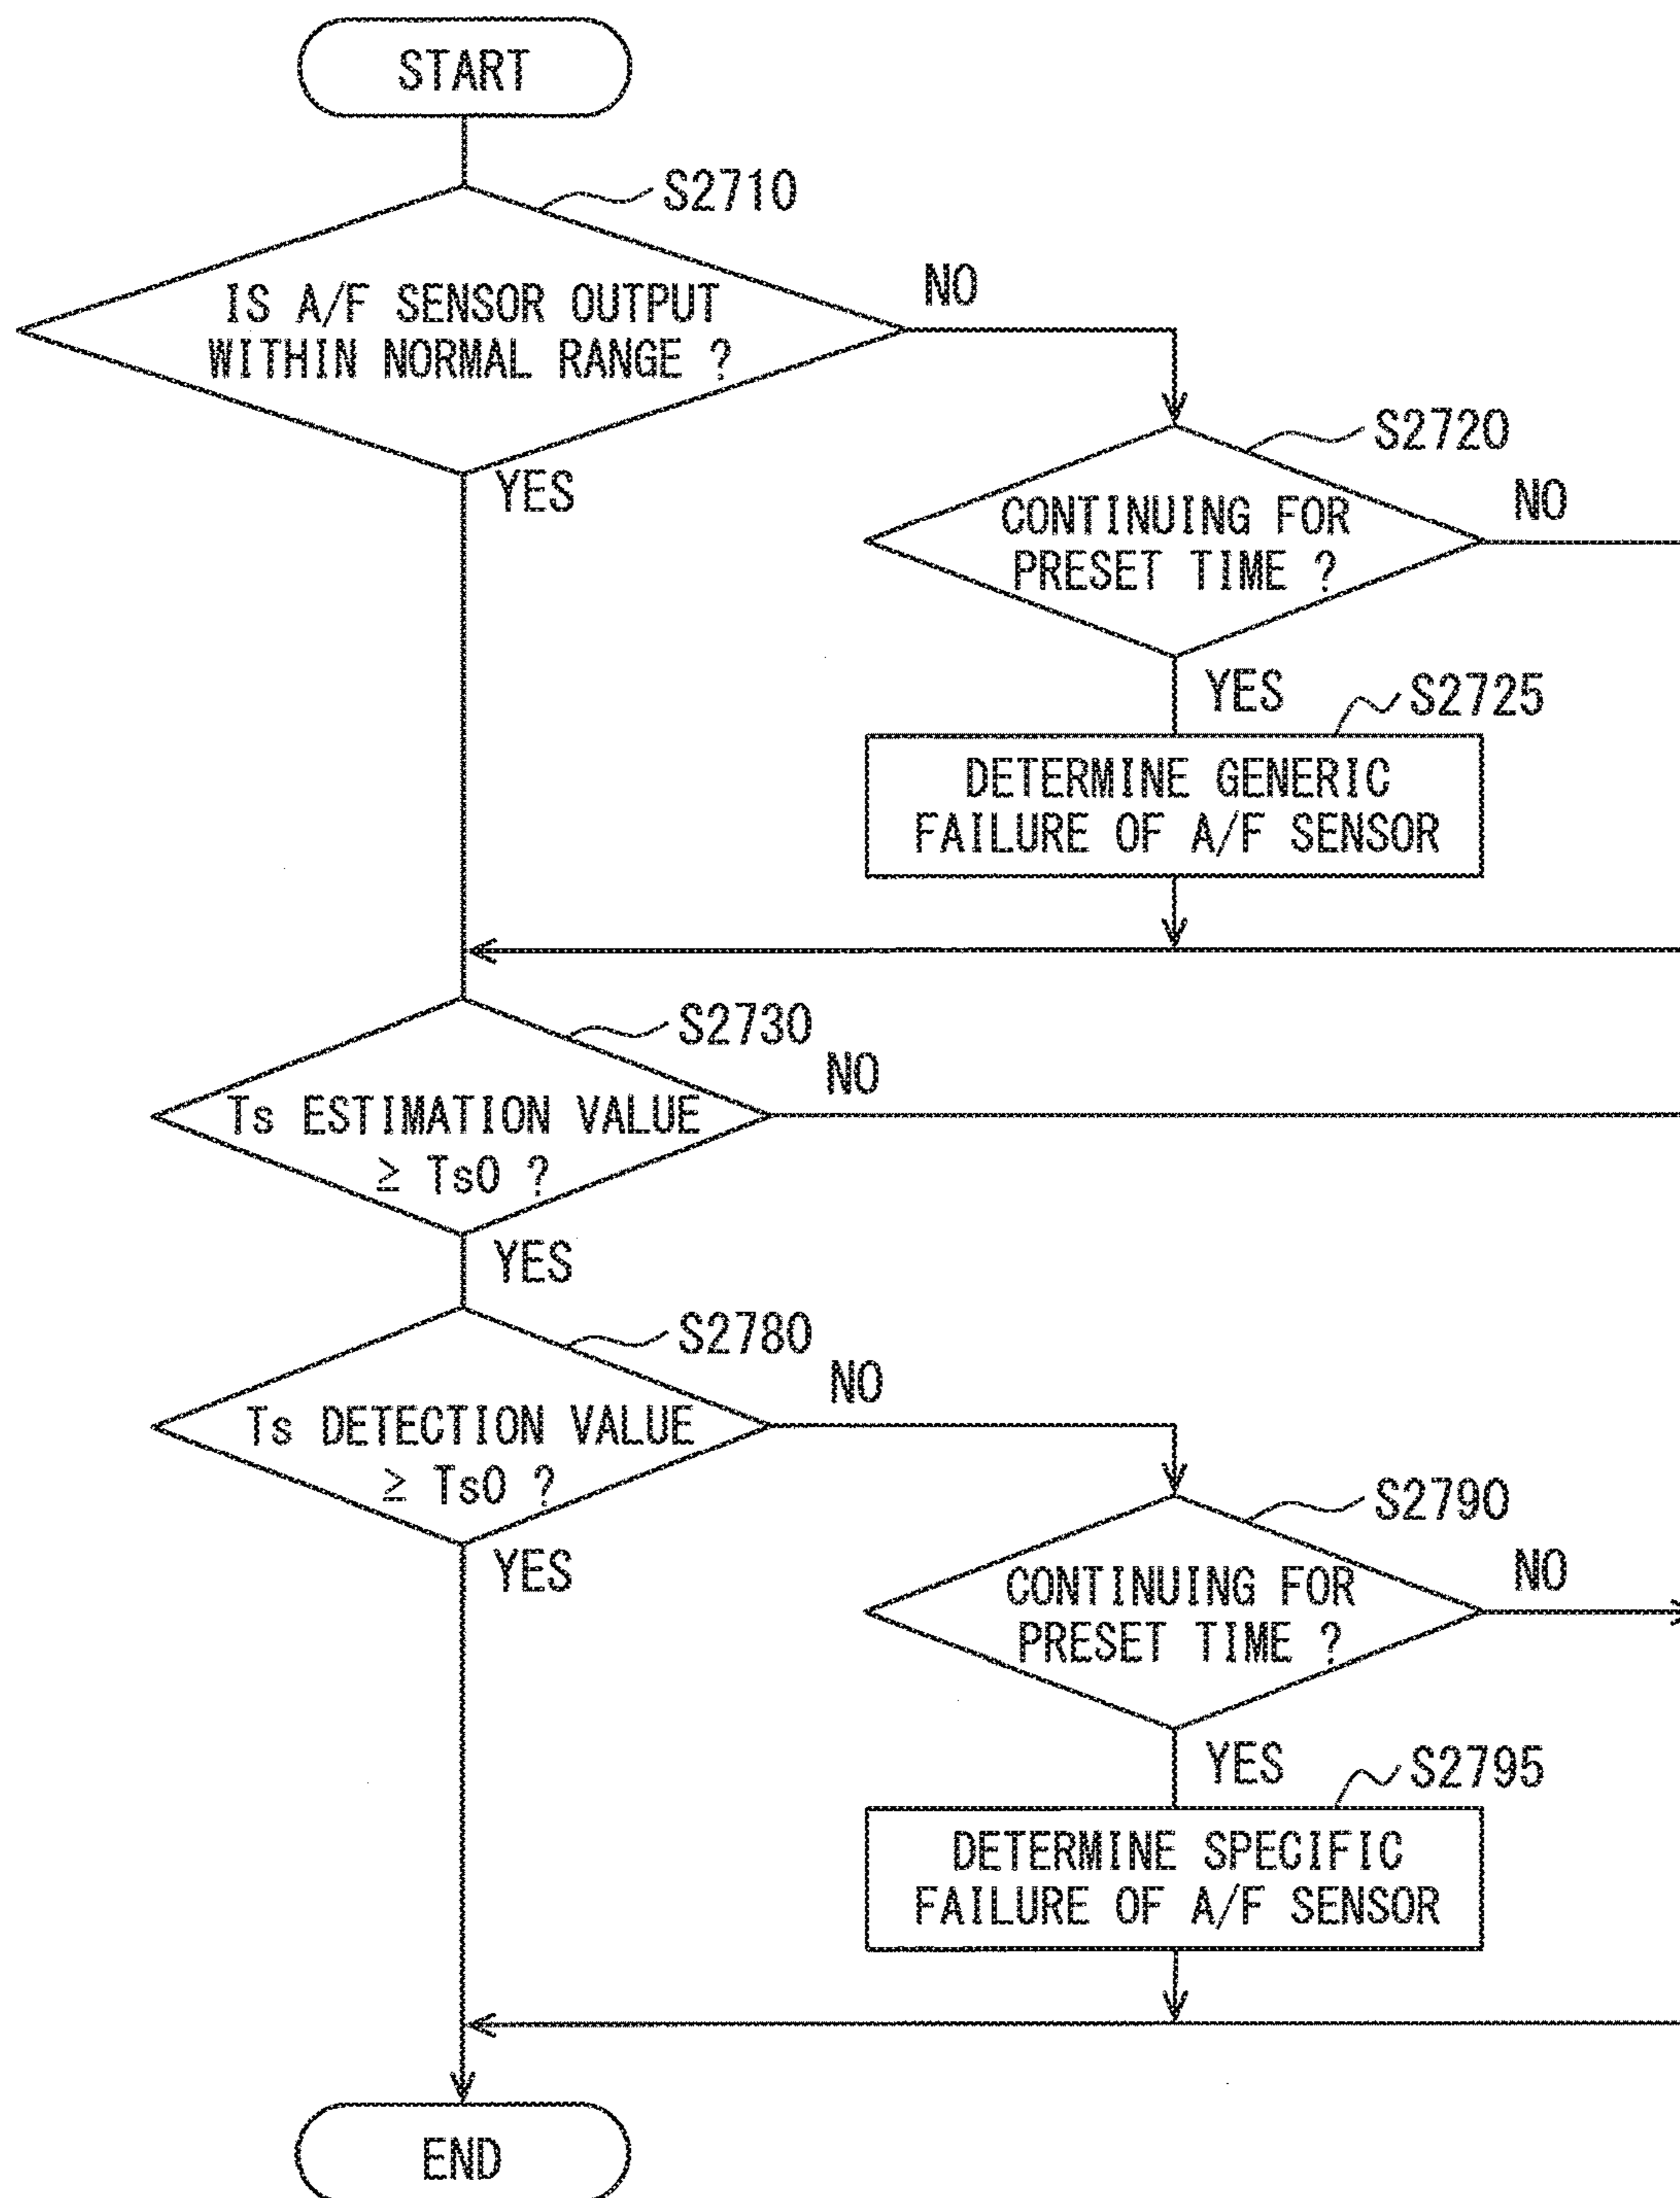 START
S2710
IS A/F SENSOR OUTPUT
WITHIN NORMAL RANGE ?
NO
YES
S2720
CONTINUING FOR
PRESET TIME ?
NO
YES
S2725
DETERMINE GENERIC
FAILURE OF A/F SENSOR
S2730
Ts ESTIMATION VALUE
≥ Ts0 ?
NO
YES
S2780
Ts DETECTION VALUE
≥ Ts0 ?
NO
YES
S2790
CONTINUING FOR
PRESET TIME ?
NO
YES
S2795
DETERMINE SPECIFIC
FAILURE OF A/F SENSOR
END